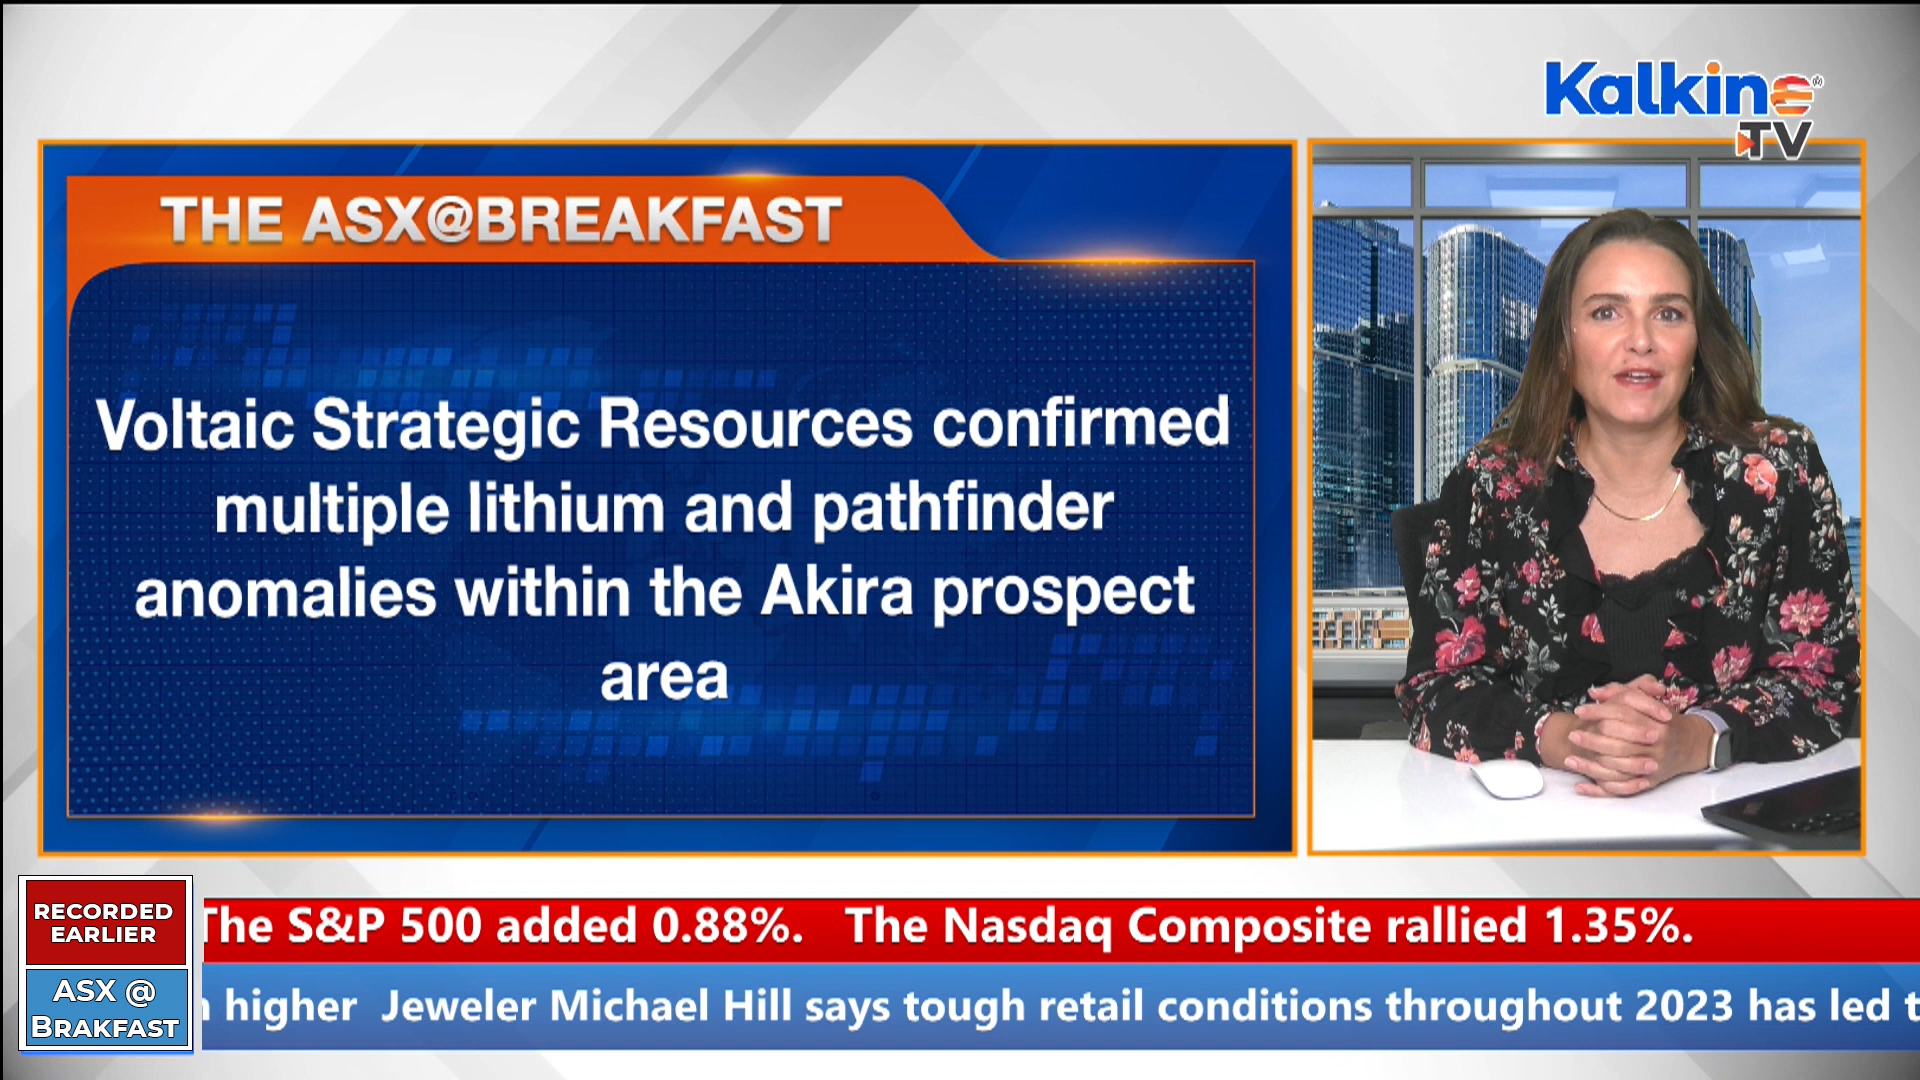 Kalkine
TV
THE ASX@BREAKFAST
Voltaic Strategic Resources confirmed
multiple lithium and pathfinder
anomalies within the Akira prospect
area
RECORDED
EARLIER
The S&P 500 added 0.88%. The Nasdaq Composite rallied 1.35%.
ASX @
BRAKFAST
higher Jeweler Michael Hill says tough retail conditions throughout 2023 has led